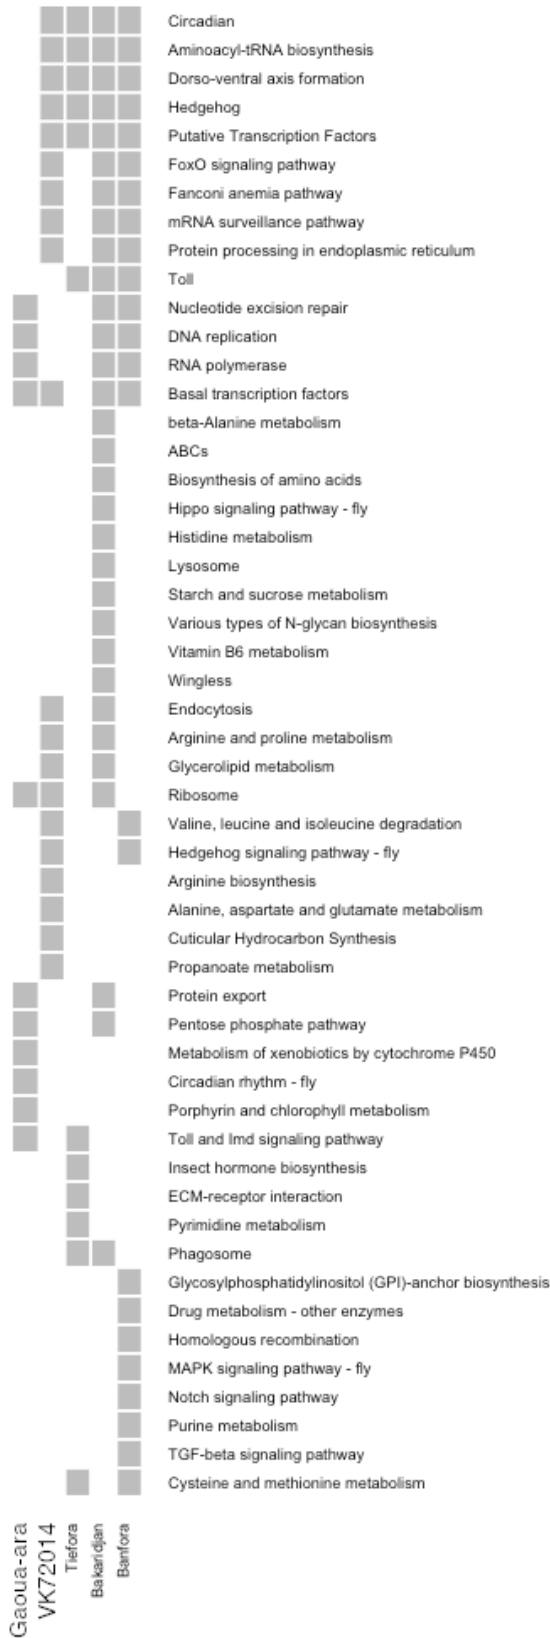 Circadian
Aminoacyl-tRNA biosynthesis
Dorso-ventral axis formation
Hedgehog
Putative Transcription Factors
FoxO signaling pathway
Fanconi anemia pathway
mRNA surveillance pathway
Protein processing in endoplasmic reticulum
Toll
Nucleotide excision repair
DNA replication
RNA polymerase
Basal transcription factors
beta-Alanine metabolism
ABCs
Biosynthesis of amino acids
Hippo signaling pathway - fly
Histidine metabolism
Lysosome
Starch and sucrose metabolism
Various types of N-glycan biosynthesis
Vitamin B6 metabolism
Wingless
Endocytosis
Arginine and proline metabolism
Glycerolipid metabolism
Ribosome
Valine, leucine and isoleucine degradation
Hedgehog signaling pathway - fly
Arginine biosynthesis
Alanine, aspartate and glutamate metabolism
Cuticular Hydrocarbon Synthesis
Propanoate metabolism
Protein export
Pentose phosphate pathway
Metabolism of xenobiotics by cytochrome P450
Circadian rhythm - fly
Porphyrin and chlorophyll metabolism
Toll and Imd signaling pathway
Insect hormone biosynthesis
ECM-receptor interaction
Pyrimidine metabolism
Phagosome
Glycosylphosphatidylinositol (GPI)-anchor biosynthesis
Drug metabolism - other enzymes
Homologous recombination
MAPK signaling pathway - fly
Notch signaling pathway
Purine metabolism
TGF-beta signaling pathway
Cysteine and methionine metabolism
Gaoua-ara
VK72014
Tiefora
Bakaridjan
Banfora